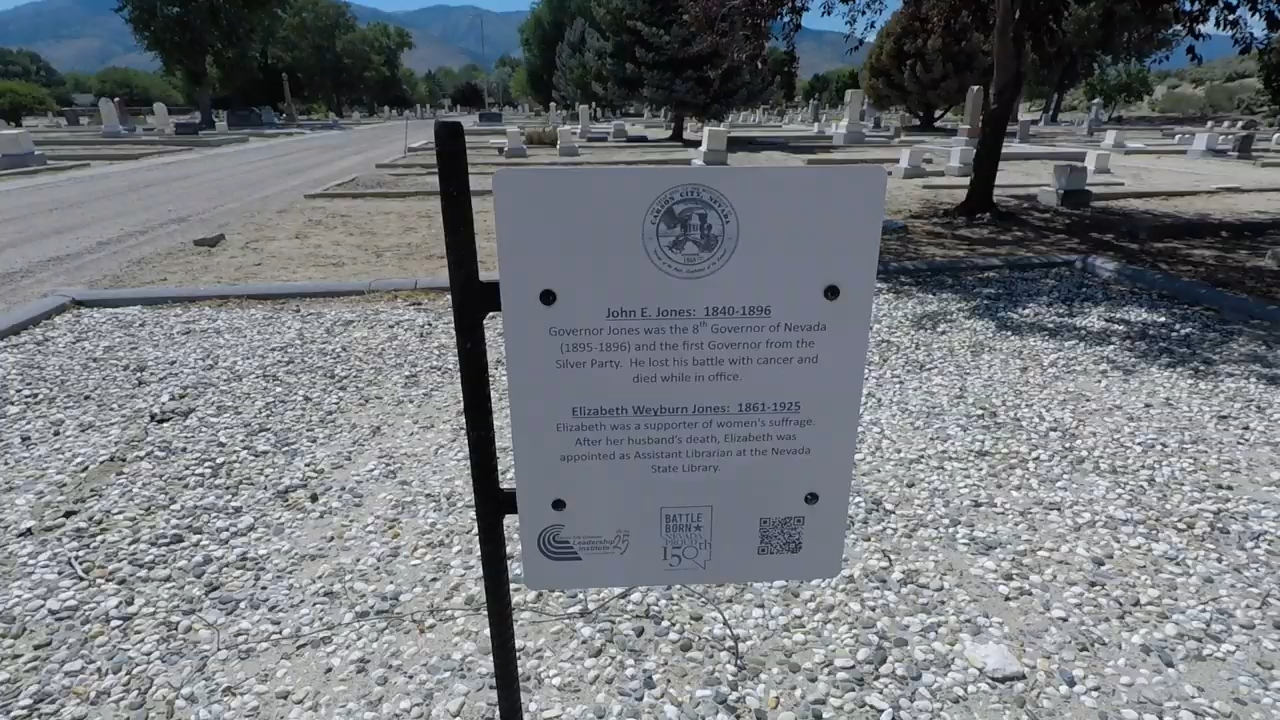 CARSON CITY, NEVADA
John E. Jones: 1840-1896
Governor Jones was the 8th Governor of Nevada
(1895-1896) and the first Governor from the
Silver Party. He lost his battle with cancer and
died while in office.
Elizabeth Weyburn Jones: 1861-1925
Elizabeth was a supporter of women's suffrage.
After her husband's death, Elizabeth was
appointed as Assistant Librarian at the Nevada
State Library.
Leadership
Institute
25
BATTLE
BORN
NEVADA
PROUD
150th